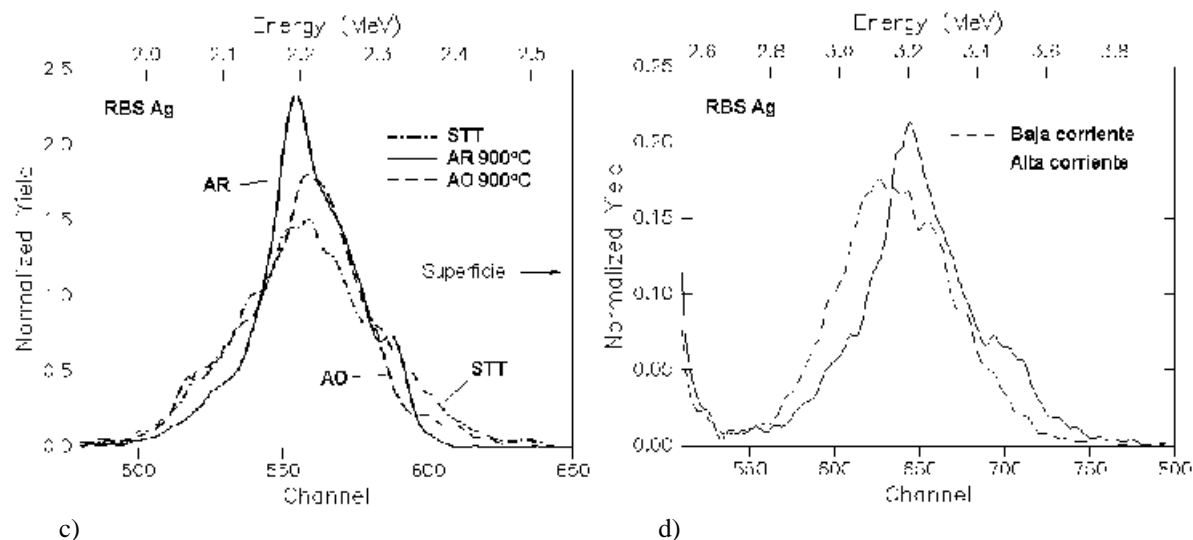 Energy (MeV)
2.0 2.1 2.2 2.3 2.4 2.5
2.5
2.0
1.5
1.0
0.5
0.0
Normalized Yield
RBS Ag
STT
AR 900ºC
AO 900ºC
AR
Superficie
AO
STT
500 550 600 650
Channel
c)
Energy (MeV)
2.6 2.8 3.0 3.2 3.4 3.6 3.8
0.25
0.20
0.15
0.10
0.05
0.00
Normalized
RBS Ag
Baja corriente
Alta corriente
550 600 650 700 750 800
Channel
d)